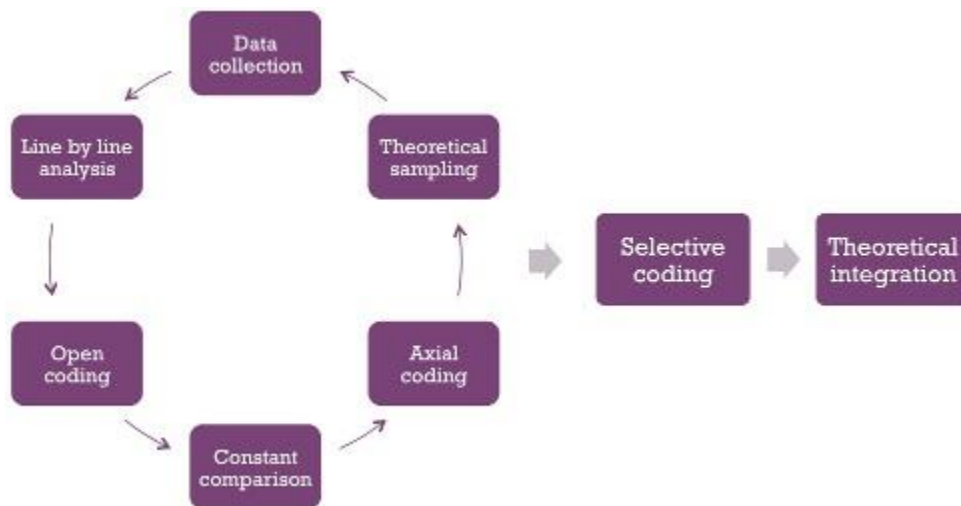 Data
collection
Line by line
analysis
Open
coding
Constant
comparison
Axial
coding
Theoretical
sampling
Selective
coding
Theoretical
integration